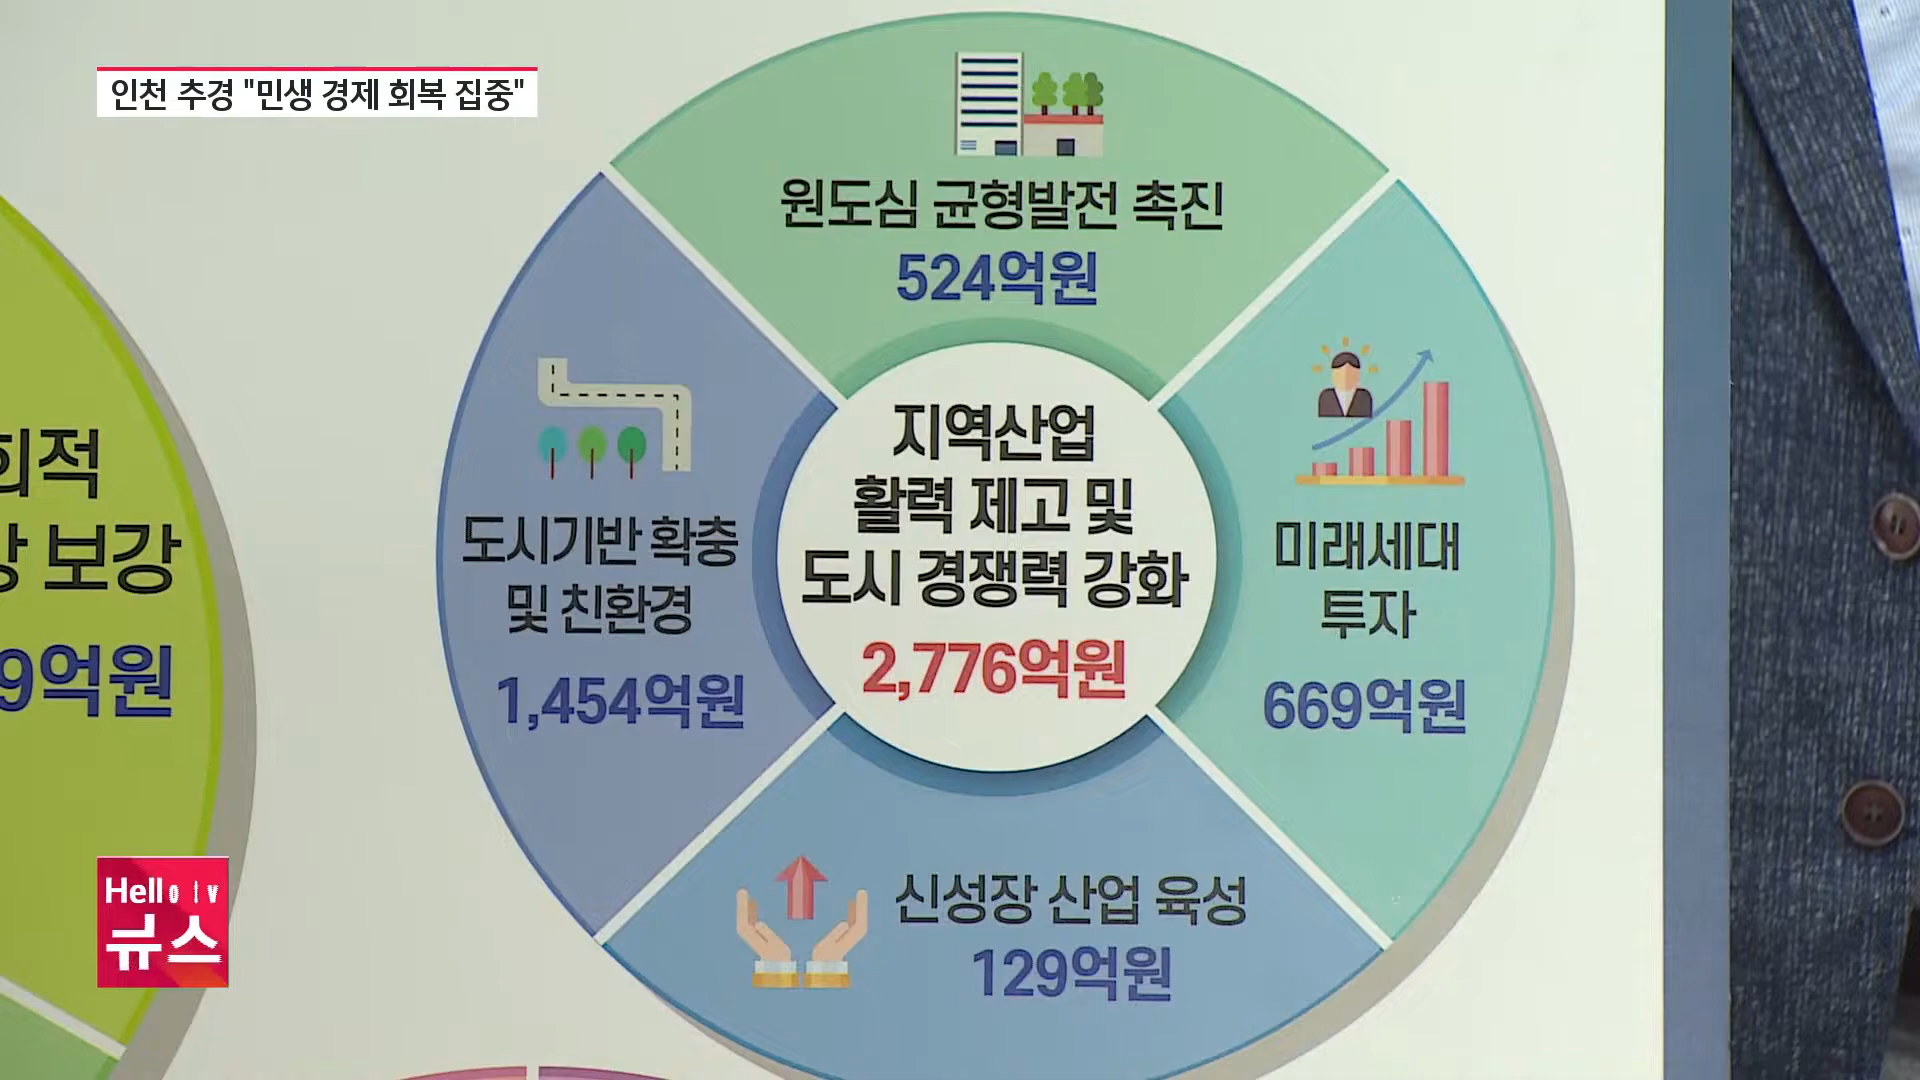 인천 추경 "민생 경제 회복 집중"
원도심 균형발전 촉진
524억원
지역산업
활력 제고 및
도시 경쟁력 강화
2,776억원
도시기반 확충
및 친환경
1,454억원
미래세대
투자
669억원
신성장 산업 육성
129억원
회적
보강
9억원
Hello tv
뉴스